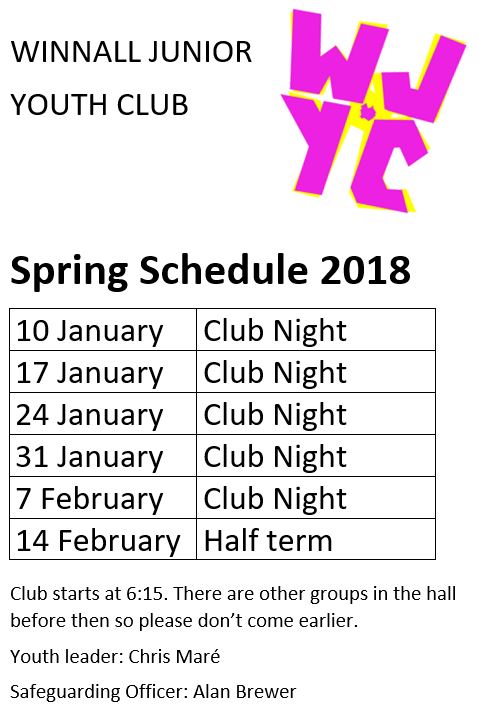 WINNALL JUNIOR
YOUTH CLUB
WJ
YC
Spring Schedule 2018
10 January Club Night
17 January Club Night
24 January Club Night
31 January Club Night
7 February Club Night
14 February Half term
Club starts at 6:15. There are other groups in the hall
before then so please don’t come earlier.
Youth leader: Chris Maré
Safeguarding Officer: Alan Brewer